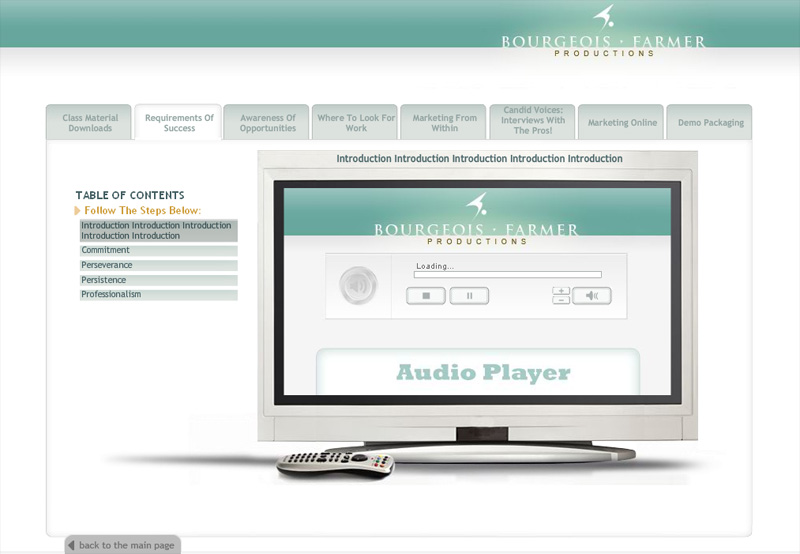 BOURGEOIS · FARMER
PRODUCTIONS
Class Material
Downloads
Requirements Of
Success
Awareness Of
Opportunities
Where To Look For
Work
Marketing From
Within
Candid Voices:
Interviews With
The Pros!
Marketing Online
Demo Packaging
Introduction Introduction Introduction Introduction Introduction
TABLE OF CONTENTS
Follow The Steps Below:
Introduction Introduction Introduction
Introduction Introduction
Commitment
Perseverance
Persistence
Professionalism
BOURGEOIS · FARMER
PRODUCTIONS
Loading...
Audio Player
back to the main page